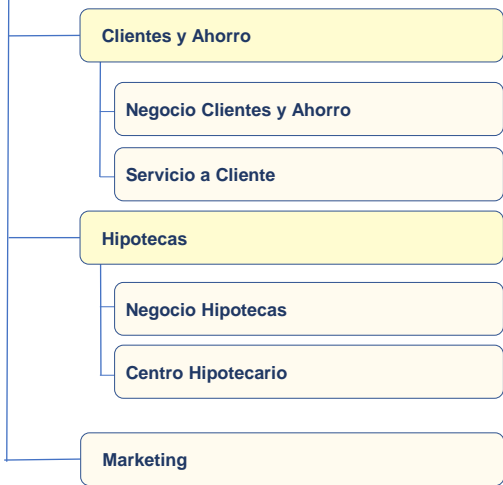 Clientes y Ahorro
Negocio Clientes y Ahorro
Servicio a Cliente
Hipotecas
Negocio Hipotecas
Centro Hipotecario
Marketing